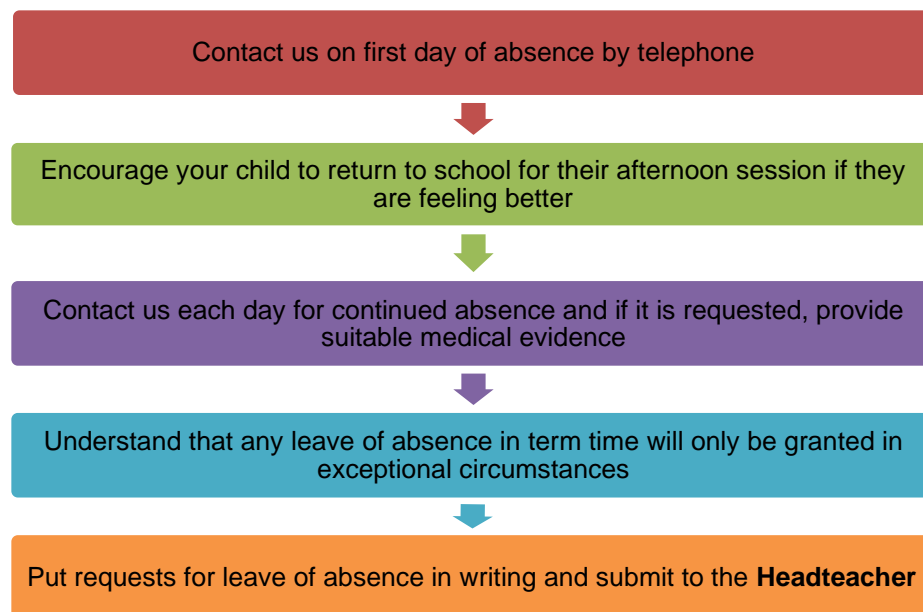 Contact us on first day of absence by telephone
Encourage your child to return to school for their afternoon session if they
are feeling better
Contact us each day for continued absence and if it is requested, provide
suitable medical evidence
Understand that any leave of absence in term time will only be granted in
exceptional circumstances
Put requests for leave of absence in writing and submit to the Headteacher